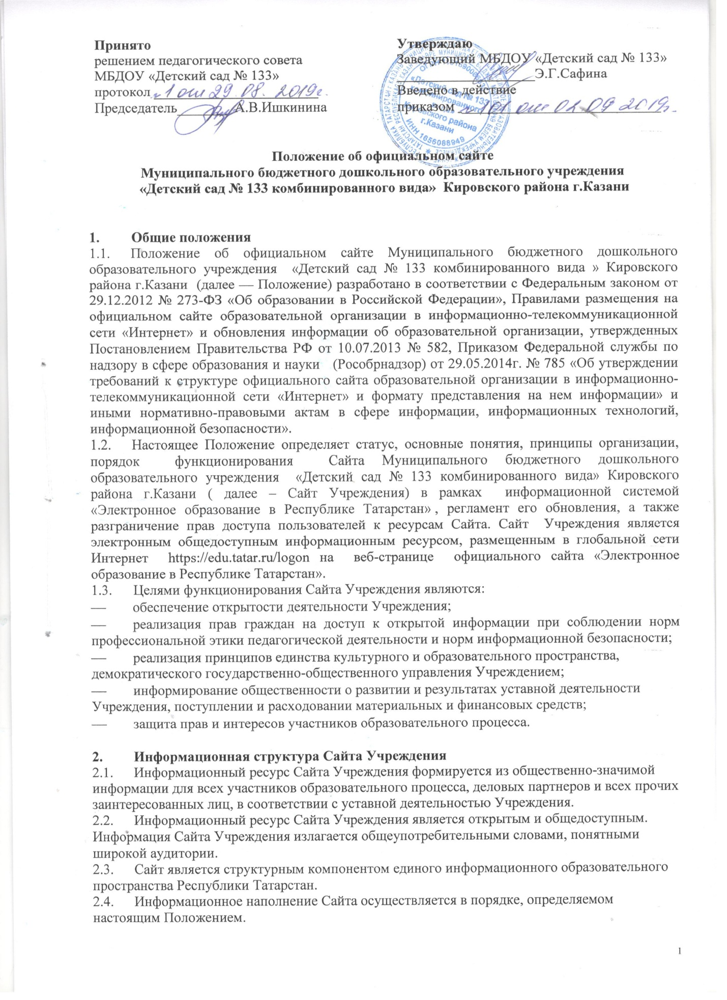 Принято
решением педагогического совета
МБДОУ «Детский сад № 133»
протокол № 1 от 29.08.2019г.
Председатель А.В.Ишкинина
Утверждаю
Заведующий МБДОУ «Детский сад № 133»
Э.Г.Сафина
Введено в действие
приказом № 101 от 02.09.2019г.
«Детский сад № 133
комбинированного
вида»
Кировского района
г.Казани
ИНН 1656088949
Положение об официальном сайте
Муниципального бюджетного дошкольного образовательного учреждения
«Детский сад № 133 комбинированного вида» Кировского района г.Казани
1. Общие положения
1.1. Положение об официальном сайте Муниципального бюджетного дошкольного
образовательного учреждения «Детский сад № 133 комбинированного вида » Кировского
района г.Казани (далее — Положение) разработано в соответствии с Федеральным законом от
29.12.2012 № 273-ФЗ «Об образовании в Российской Федерации», Правилами размещения на
официальном сайте образовательной организации в информационно-телекоммуникационной
сети «Интернет» и обновления информации об образовательной организации, утвержденных
Постановлением Правительства РФ от 10.07.2013 № 582, Приказом Федеральной службы по
надзору в сфере образования и науки (Рособрнадзор) от 29.05.2014г. № 785 «Об утверждении
требований к структуре официального сайта образовательной организации в информационно-
телекоммуникационной сети «Интернет» и формату представления на нем информации» и
иными нормативно-правовыми актам в сфере информации, информационных технологий,
информационной безопасности».
1.2. Настоящее Положение определяет статус, основные понятия, принципы организации,
порядок функционирования Сайта Муниципального бюджетного дошкольного
образовательного учреждения «Детский сад № 133 комбинированного вида» Кировского
района г.Казани ( далее – Сайт Учреждения) в рамках информационной системой
«Электронное образование в Республике Татарстан» , регламент его обновления, а также
разграничение прав доступа пользователей к ресурсам Сайта. Сайт Учреждения является
электронным общедоступным информационным ресурсом, размещенным в глобальной сети
Интернет https://edu.tatar.ru/logon на веб-странице официального сайта «Электронное
образование в Республике Татарстан».
1.3. Целями функционирования Сайта Учреждения являются:
— обеспечение открытости деятельности Учреждения;
— реализация прав граждан на доступ к открытой информации при соблюдении норм
профессиональной этики педагогической деятельности и норм информационной безопасности;
— реализация принципов единства культурного и образовательного пространства,
демократического государственно-общественного управления Учреждением;
— информирование общественности о развитии и результатах уставной деятельности
Учреждения, поступлении и расходовании материальных и финансовых средств;
— защита прав и интересов участников образовательного процесса.
2. Информационная структура Сайта Учреждения
2.1. Информационный ресурс Сайта Учреждения формируется из общественно-значимой
информации для всех участников образовательного процесса, деловых партнеров и всех прочих
заинтересованных лиц, в соответствии с уставной деятельностью Учреждения.
2.2. Информационный ресурс Сайта Учреждения является открытым и общедоступным.
Информация Сайта Учреждения излагается общеупотребительными словами, понятными
широкой аудитории.
2.3. Сайт является структурным компонентом единого информационного образовательного
пространства Республики Татарстан.
2.4. Информационное наполнение Сайта осуществляется в порядке, определяемом
настоящим Положением.
1